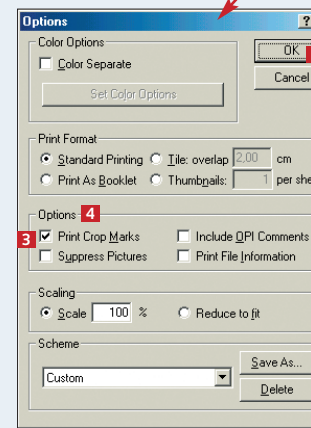 Options ?
Color Options
OK
Color Separate
Cancel
Set Color Options
Print Format
Standard Printing Tile: overlap 2,00 cm
Print As Booklet Thumbnails: 1 per she
Options 4
3 Print Crop Marks Include OPI Comments
Suppress Pictures Print File Information
Scaling
Scale 100 % Reduce to fit
Scheme
Save As...
Custom
Delete